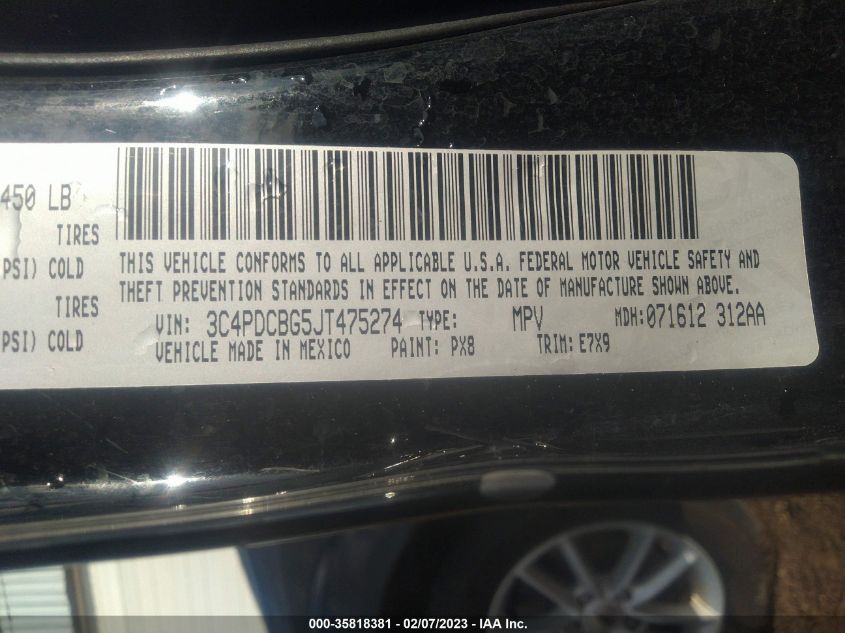 450 LB
TIRES
PSI) COLD
TIRES
PSI) COLD
THIS VEHICLE CONFORMS TO ALL APPLICABLE U.S.A. FEDERAL MOTOR VEHICLE SAFETY AND
THEFT PREVENTION STANDARDS IN EFFECT ON THE DATE OF MANUFACTURE SHOWN ABOVE.
VIN: 3C4PDCBG5JT475274 TYPE: MPV MDH: 071612 312AA
VEHICLE MADE IN MEXICO PAINT: PX8 TRIM: E7X9
000-35818381 - 02/07/2023 - IAA Inc.